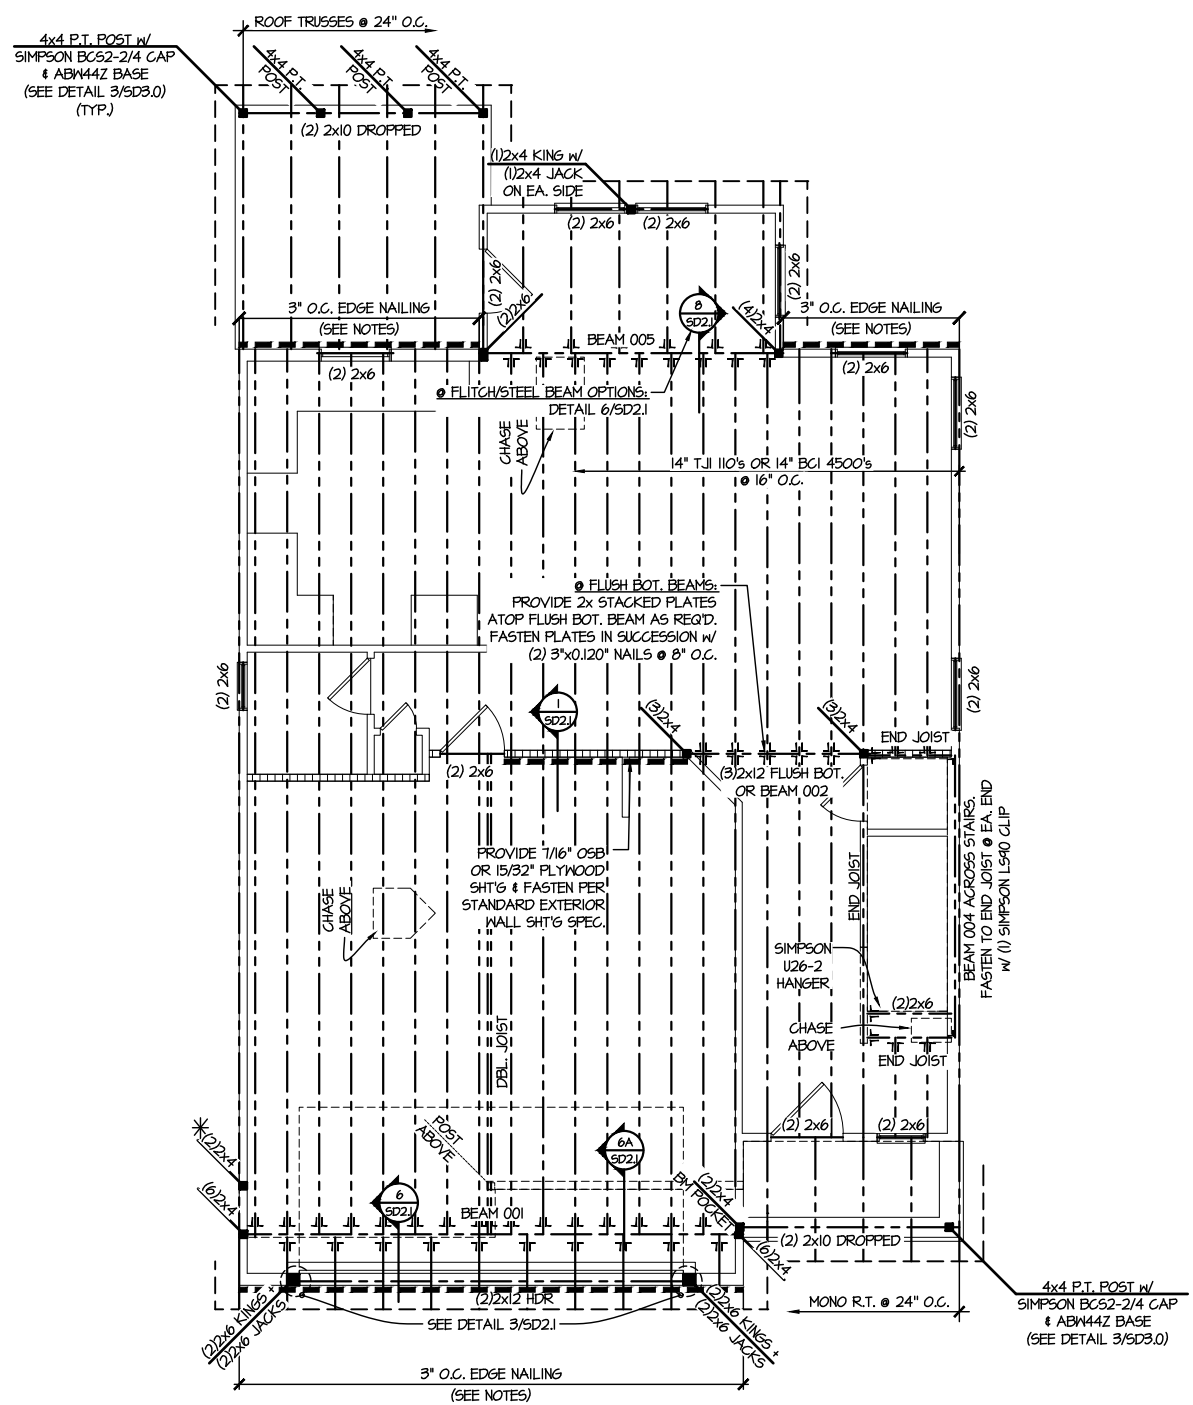 ROOF TRUSSES @ 24" O.C.
4x4 P.T. POST W/
SIMPSON BCS2-2/4 CAP
& ABW44Z BASE
(SEE DETAIL 3/SD3.0)
(TYP.)
4x4 P.T.
POST
4x4 P.T.
POST
4x4 P.T.
POST
(2) 2x10 DROPPED
(1)2x4 KING W/
(1)2x4 JACK
ON EA. SIDE
(2) 2x6
(2) 2x6
(2) 2x6
(2)2x6
(2) 2x6
8
SD2.1
(4)2x4
3" O.C. EDGE NAILING
(SEE NOTES)
3" O.C. EDGE NAILING
(SEE NOTES)
BEAM 005
(2) 2x6
(2) 2x6
@ FLITCH/STEEL BEAM OPTIONS:
DETAIL 6/SD2.1
CHASE
ABOVE
(2) 2x6
14" TJI 110's OR 14" BCI 4500's
@ 16" O.C.
@ FLUSH BOT. BEAMS:
PROVIDE 2x STACKED PLATES
ATOP FLUSH BOT. BEAM AS REQ'D.
FASTEN PLATES IN SUCCESSION W/
(2) 3"x0.120" NAILS @ 8" O.C.
(2) 2x6
(2) 2x6
1
SD2.1
(3)2x4
(3)2x4
END JOIST
(2) 2x6
(3)2x12 FLUSH BOT.
OR BEAM 002
PROVIDE 7/16" OSB
OR 15/32" PLYWOOD
SHT'G & FASTEN PER
STANDARD EXTERIOR
WALL SHT'G SPEC.
END JOIST
BEAM 004 ACROSS STAIRS.
FASTEN TO END JOIST @ EA. END
W/ (1) SIMPSON LS90 CLIP
CHASE
ABOVE
SIMPSON
U26-2
HANGER
(2)2x6
CHASE
ABOVE
END JOIST
DBL. JOIST
(2) 2x6
(2) 2x6
POST
ABOVE
(2)2x4
(6)2x4
6A
SD2.1
6
SD2.1
BEAM 001
(2)2x4
BM POCKET
(6)2x4
(2) 2x10 DROPPED
(2)2x12 HDR
(2)2x6 KINGS +
(2)2x6 JACKS
(2)2x6 KINGS +
(2)2x6 JACKS
SEE DETAIL 3/SD2.1
MONO R.T. @ 24" O.C.
4x4 P.T. POST W/
SIMPSON BCS2-2/4 CAP
& ABW44Z BASE
(SEE DETAIL 3/SD3.0)
3" O.C. EDGE NAILING
(SEE NOTES)